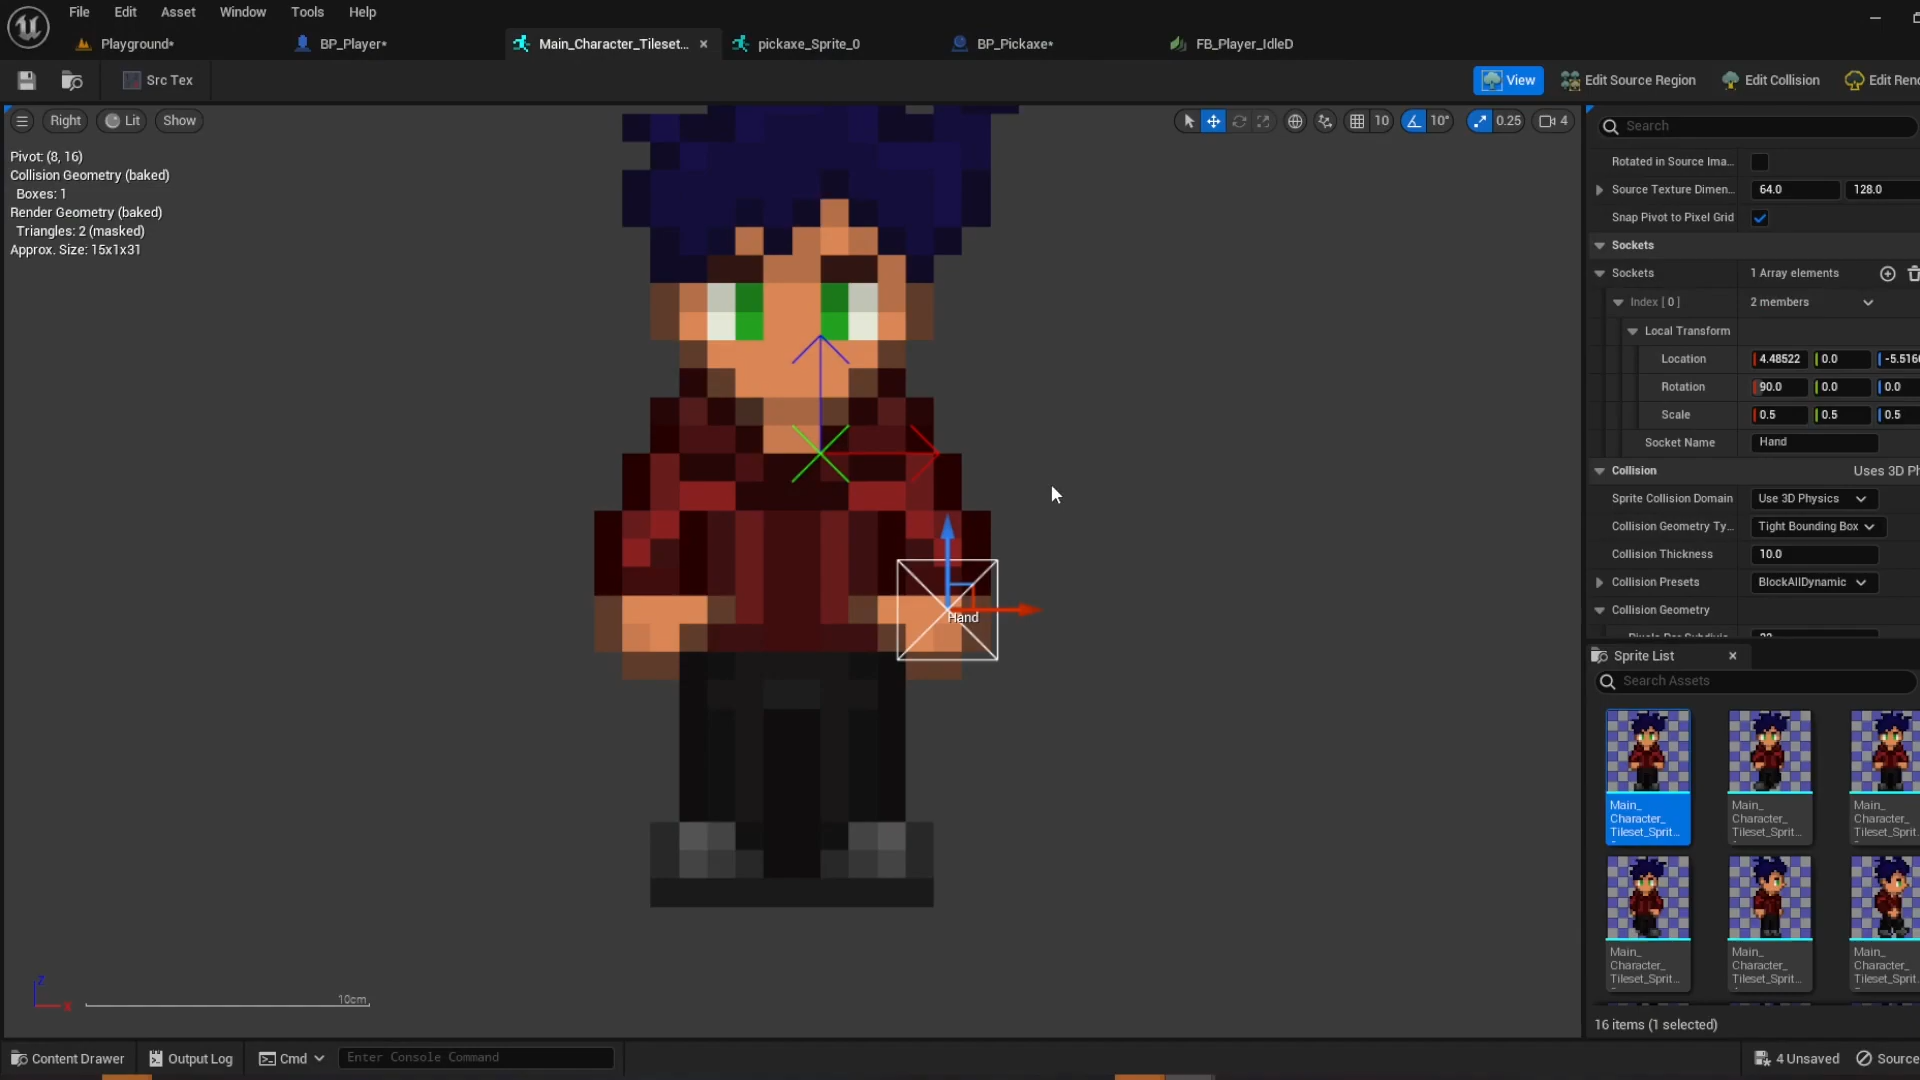 File Edit Asset Window Tools Help
Playground* BP_Player* Main_Character_Tileset... pickaxe_Sprite_0 BP_Pickaxe* FB_Player_IdleD
Src Tex View Edit Source Region Edit Collision Edit Ren
Right Lit Show 10 10° 0.25 4
Pivot: (8, 16)
Collision Geometry (baked)
Boxes: 1
Render Geometry (baked)
Triangles: 2 (masked)
Approx. Size: 15x1x31
Hand
10cm
Z
X
Search
Rotated in Source Ima...
Source Texture Dimen... 64.0 128.0
Snap Pivot to Pixel Grid
Sockets
Sockets 1 Array elements
Index [ 0 ] 2 members
Local Transform
Location 4.48522 0.0 -5.516
Rotation 90.0 0.0 0.0
Scale 0.5 0.5 0.5
Socket Name Hand
Collision Uses 3D Ph
Sprite Collision Domain Use 3D Physics
Collision Geometry Ty... Tight Bounding Box
Collision Thickness 10.0
Collision Presets BlockAllDynamic
Collision Geometry
Sprite List
Search Assets
Main_ Main_ Main_
Character_ Character_ Character_
Tileset_Sprit... Tileset_Sprit... Tileset_Sprit.
Main_ Main_ Main_
Character_ Character_ Character_
Tileset_Sprit... Tileset_Sprit... Tileset_Sprit.
16 items (1 selected)
Content Drawer Output Log Cmd Enter Console Command 4 Unsaved Source